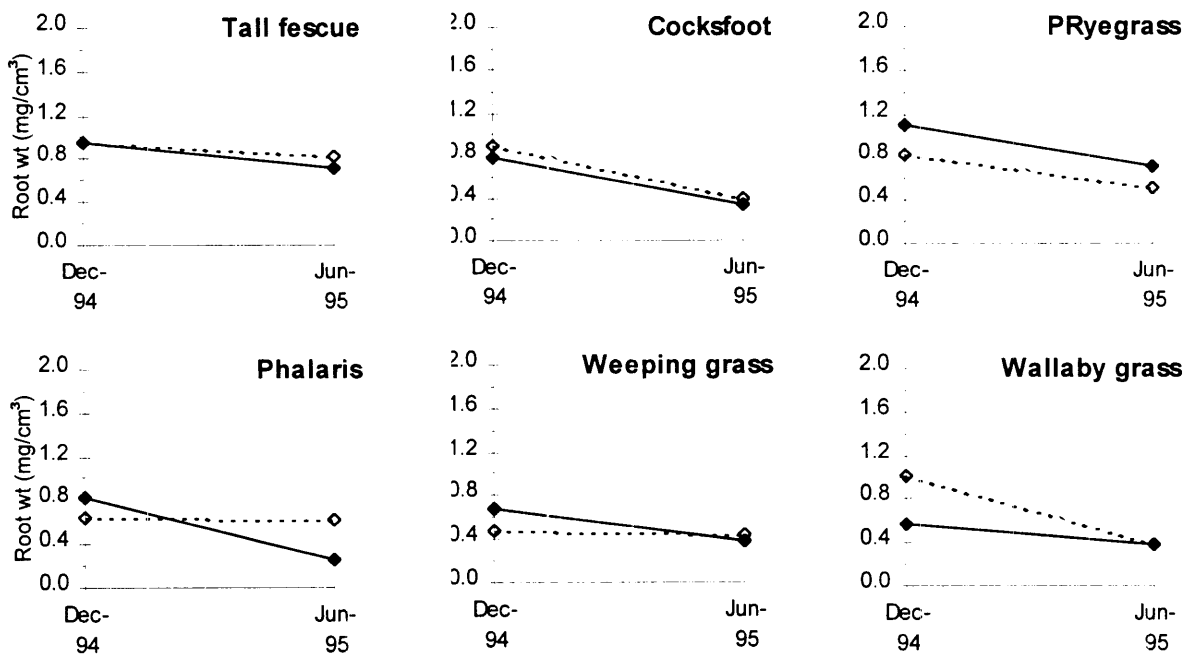 Tall fescue
Root wt (mg/cm³)
2.0
1.6
1.2
0.8
0.4
0.0
Dec-
94
Jun-
95
Cocksfoot
2.0
1.6
1.2
0.8
0.4
0.0
Dec-
94
Jun-
95
PRyegrass
2.0
1.6
1.2
0.8
0.4
0.0
Dec-
94
Jun-
95
Phalaris
Root wt (mg/cm³)
2.0
1.6
1.2
0.8
0.4
0.0
Dec-
94
Jun-
95
Weeping grass
2.0
1.6
1.2
0.8
0.4
0.0
Dec-
94
Jun-
95
Wallaby grass
2.0
1.6
1.2
0.8
0.4
0.0
Dec-
94
Jun-
95